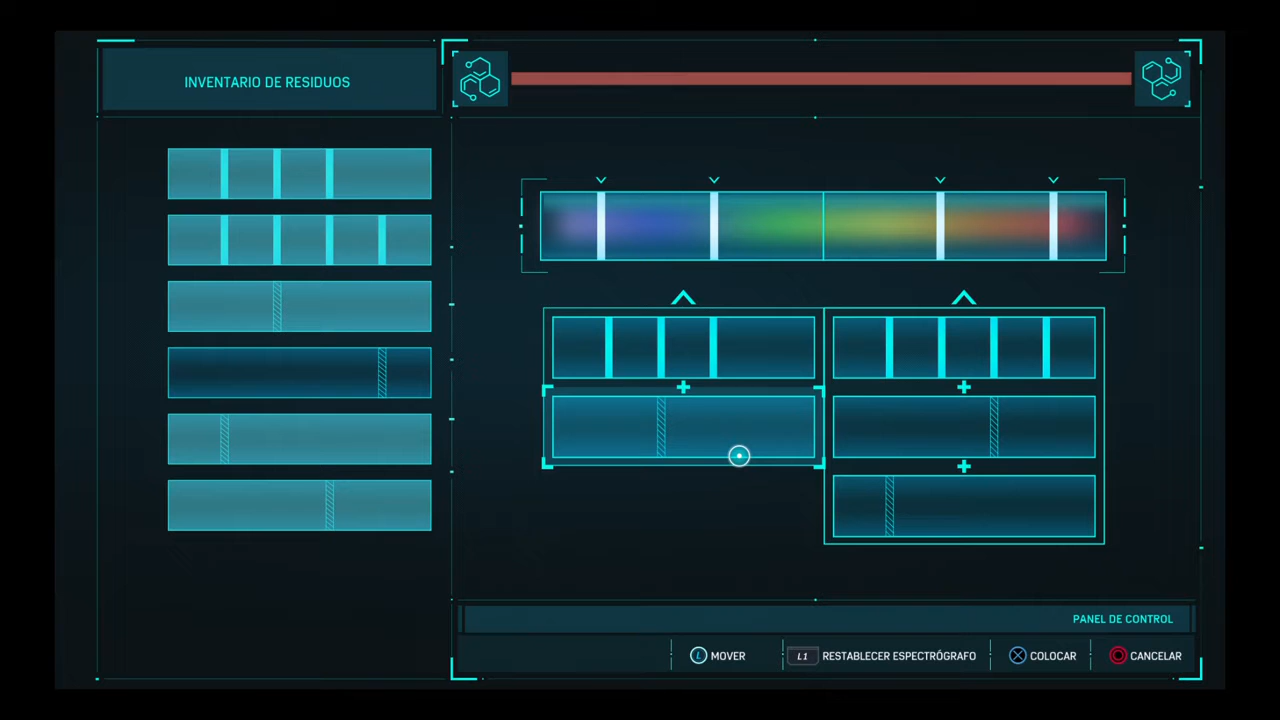 INVENTARIO DE RESIDUOS
PANEL DE CONTROL
L MOVER
L1 RESTABLECER ESPECTRÓGRAFO
COLOCAR
CANCELAR